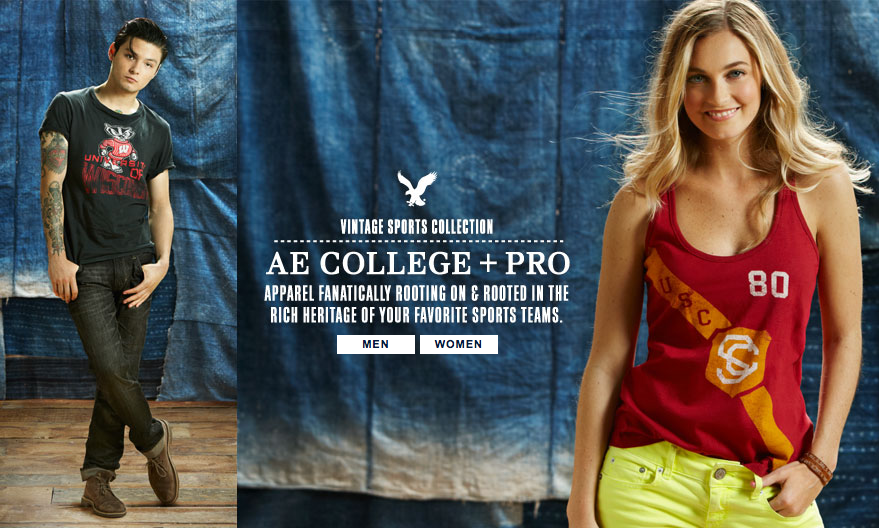 UNIVERSITY OF
W
VINTAGE SPORTS COLLECTION
AE COLLEGE + PRO
APPAREL FANATICALLY ROOTING ON & ROOTED IN THE
RICH HERITAGE OF YOUR FAVORITE SPORTS TEAMS.
MEN
WOMEN
80
USC
SC